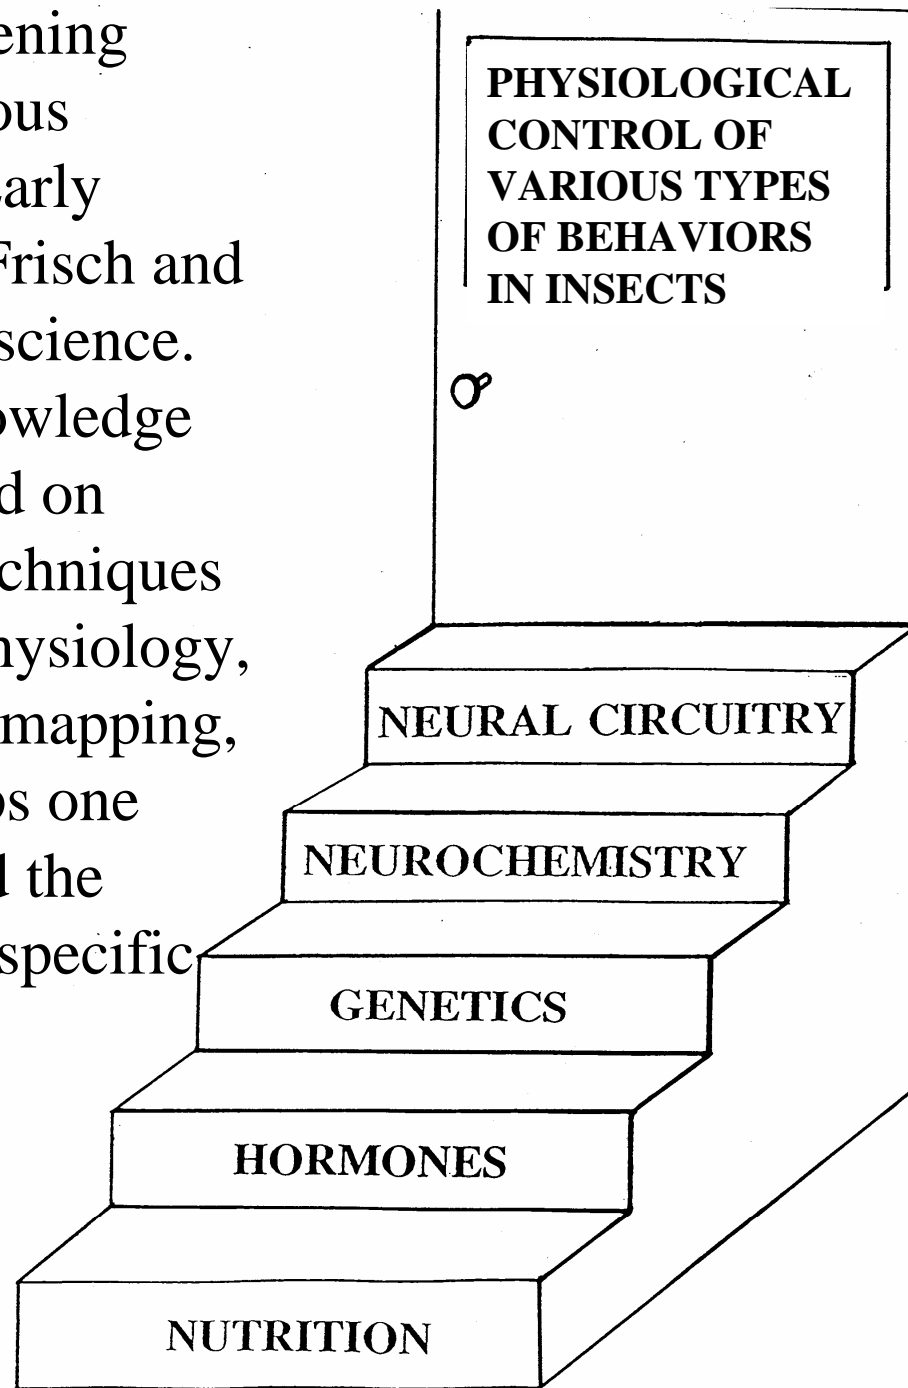 ening
ous
arly
Frisch and
science.
owledge
d on
chniques
hysiology,
mapping,
os one
d the
specific
PHYSIOLOGICAL
CONTROL OF
VARIOUS TYPES
OF BEHAVIORS
IN INSECTS
NEURAL CIRCUITRY
NEUROCHEMISTRY
GENETICS
HORMONES
NUTRITION